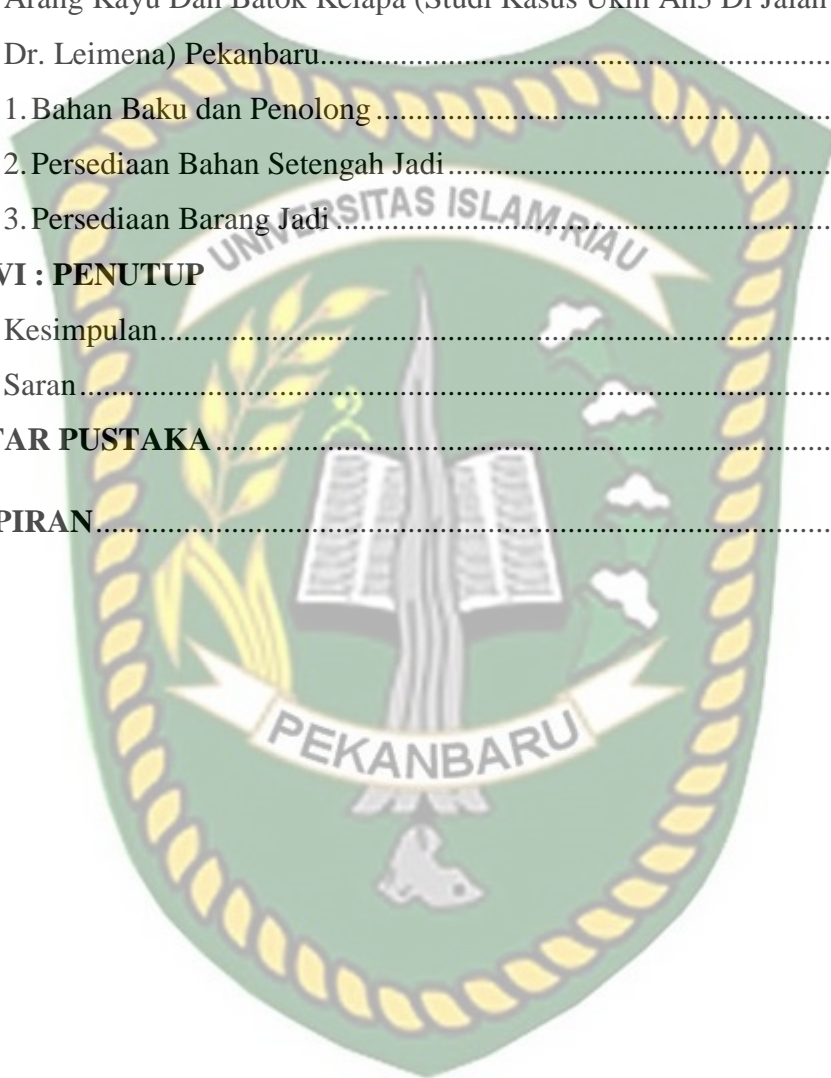 Arang Kayu Dan Batok Kelapa (Studi Kasus Ukm An3 Di Jalan
Dr. Leimena) Pekanbaru
1. Bahan Baku dan Penolong
2. Persediaan Bahan Setengah Jadi
3. Persediaan Barang Jadi
UNIVERSITAS ISLAM RIAU
VI : PENUTUP
Kesimpulan
Saran
TAR PUSTAKA
PIRAN
PEKANBARU